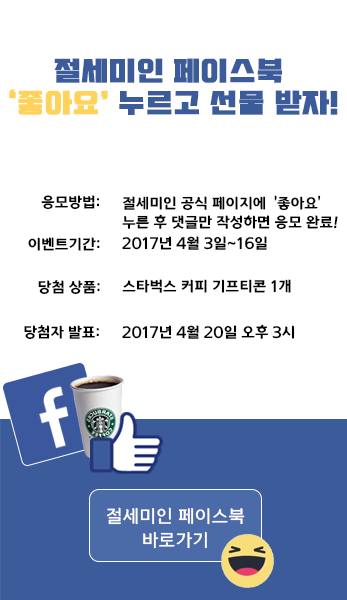 절세미인 페이스북
‘좋아요’ 누르고 선물 받자!
응모방법: 절세미인 공식 페이지에 '좋아요'
누른 후 댓글만 작성하면 응모 완료!
이벤트기간: 2017년 4월 3일~16일
당첨 상품: 스타벅스 커피 기프티콘 1개
당첨자 발표: 2017년 4월 20일 오후 3시
f
절세미인 페이스북
바로가기